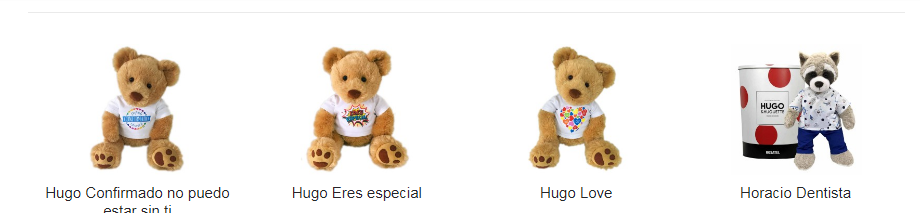 HUGO
Hugo Confirmado no puedo
estar sin ti
Hugo Eres especial
Hugo Love
Horacio Dentista